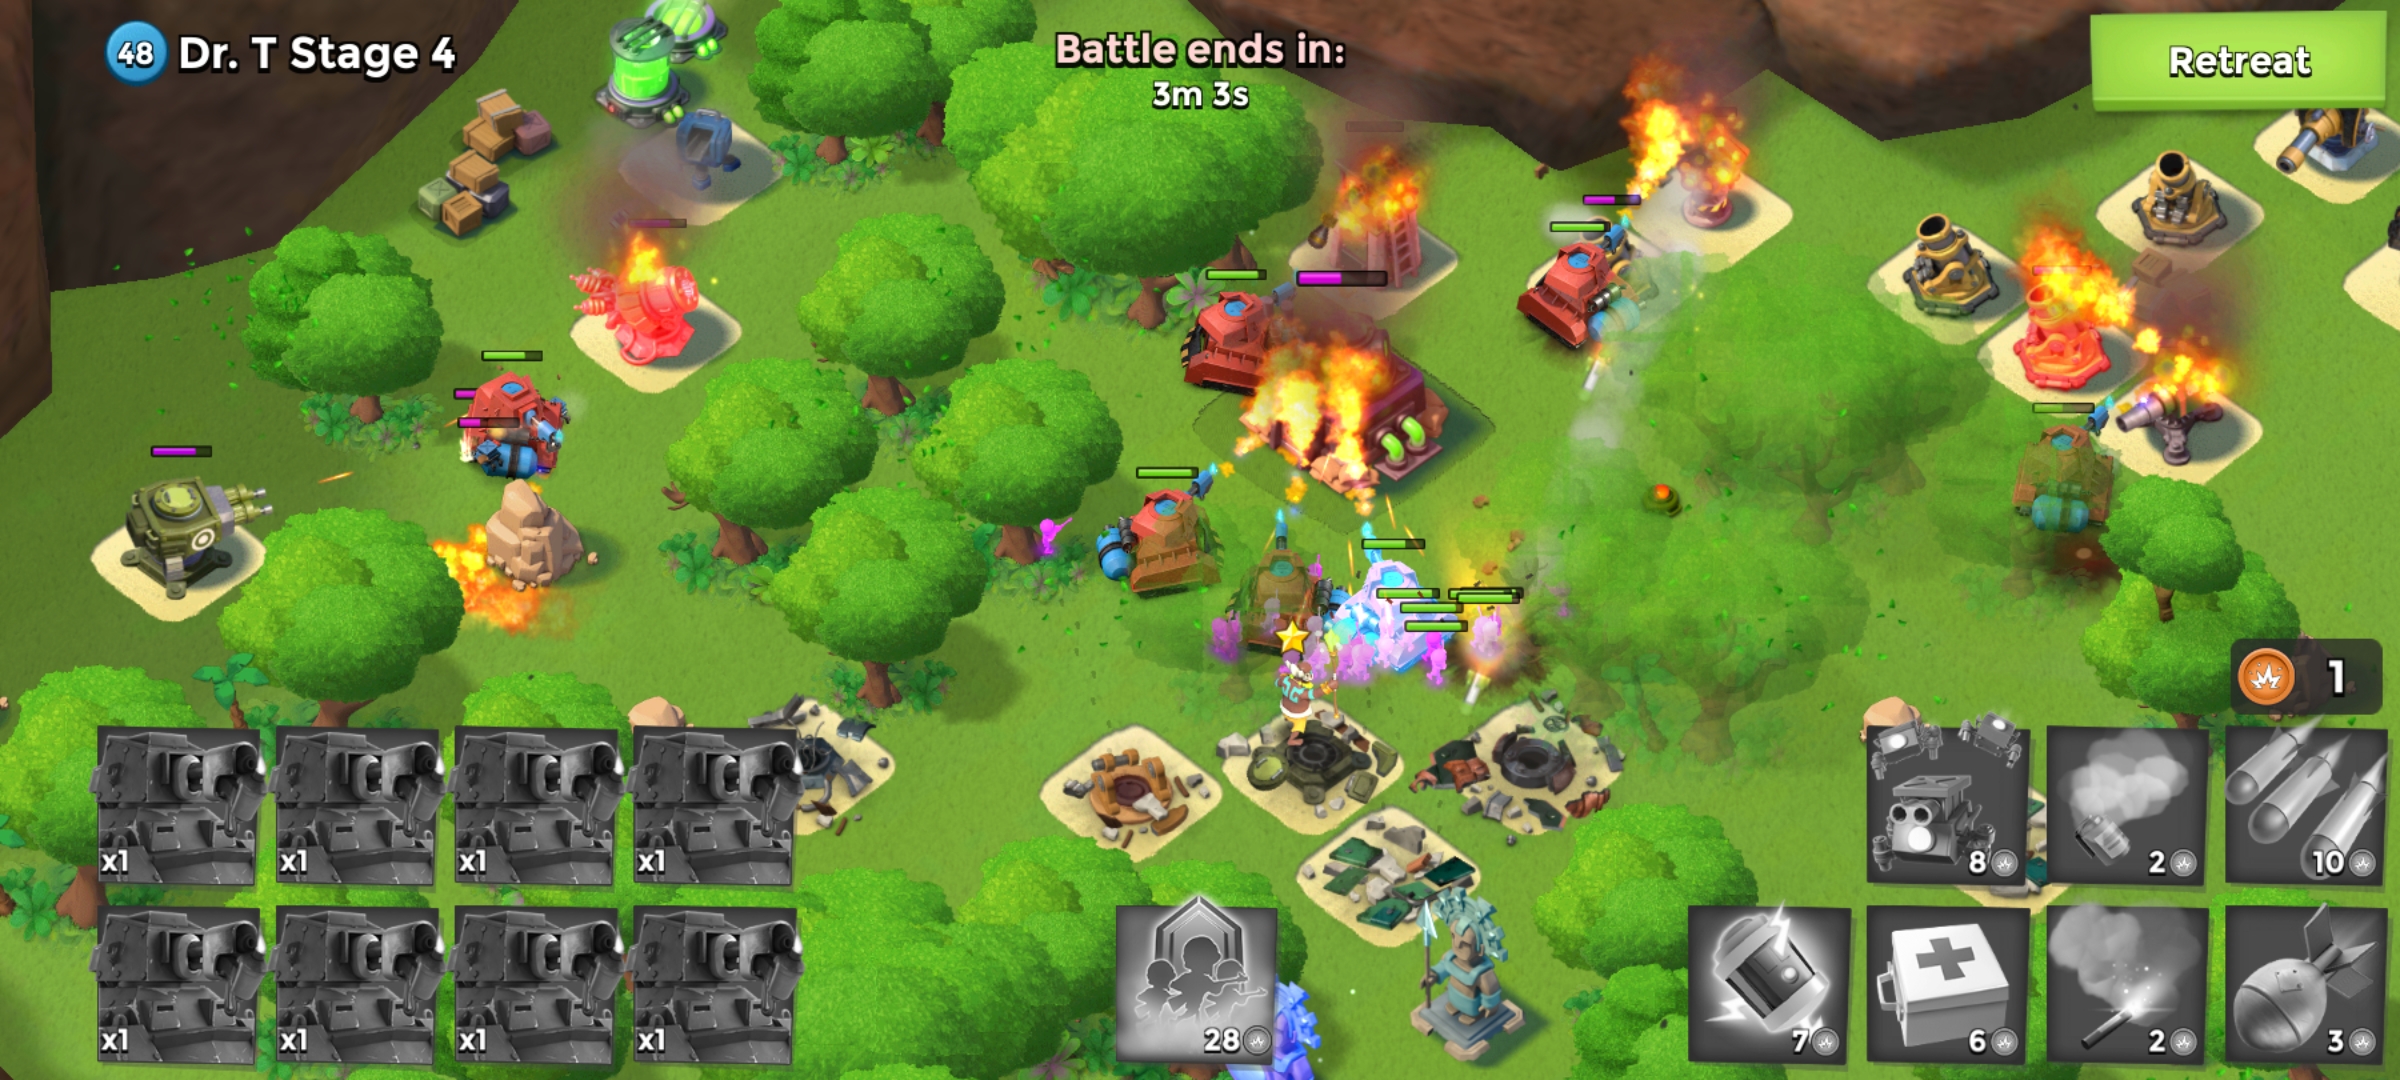 48 Dr. T Stage 4
Battle ends in:
3m 3s
Retreat
1
x1 x1 x1 x1
8 2 10
x1 x1 x1 x1
28 7 6 2 3